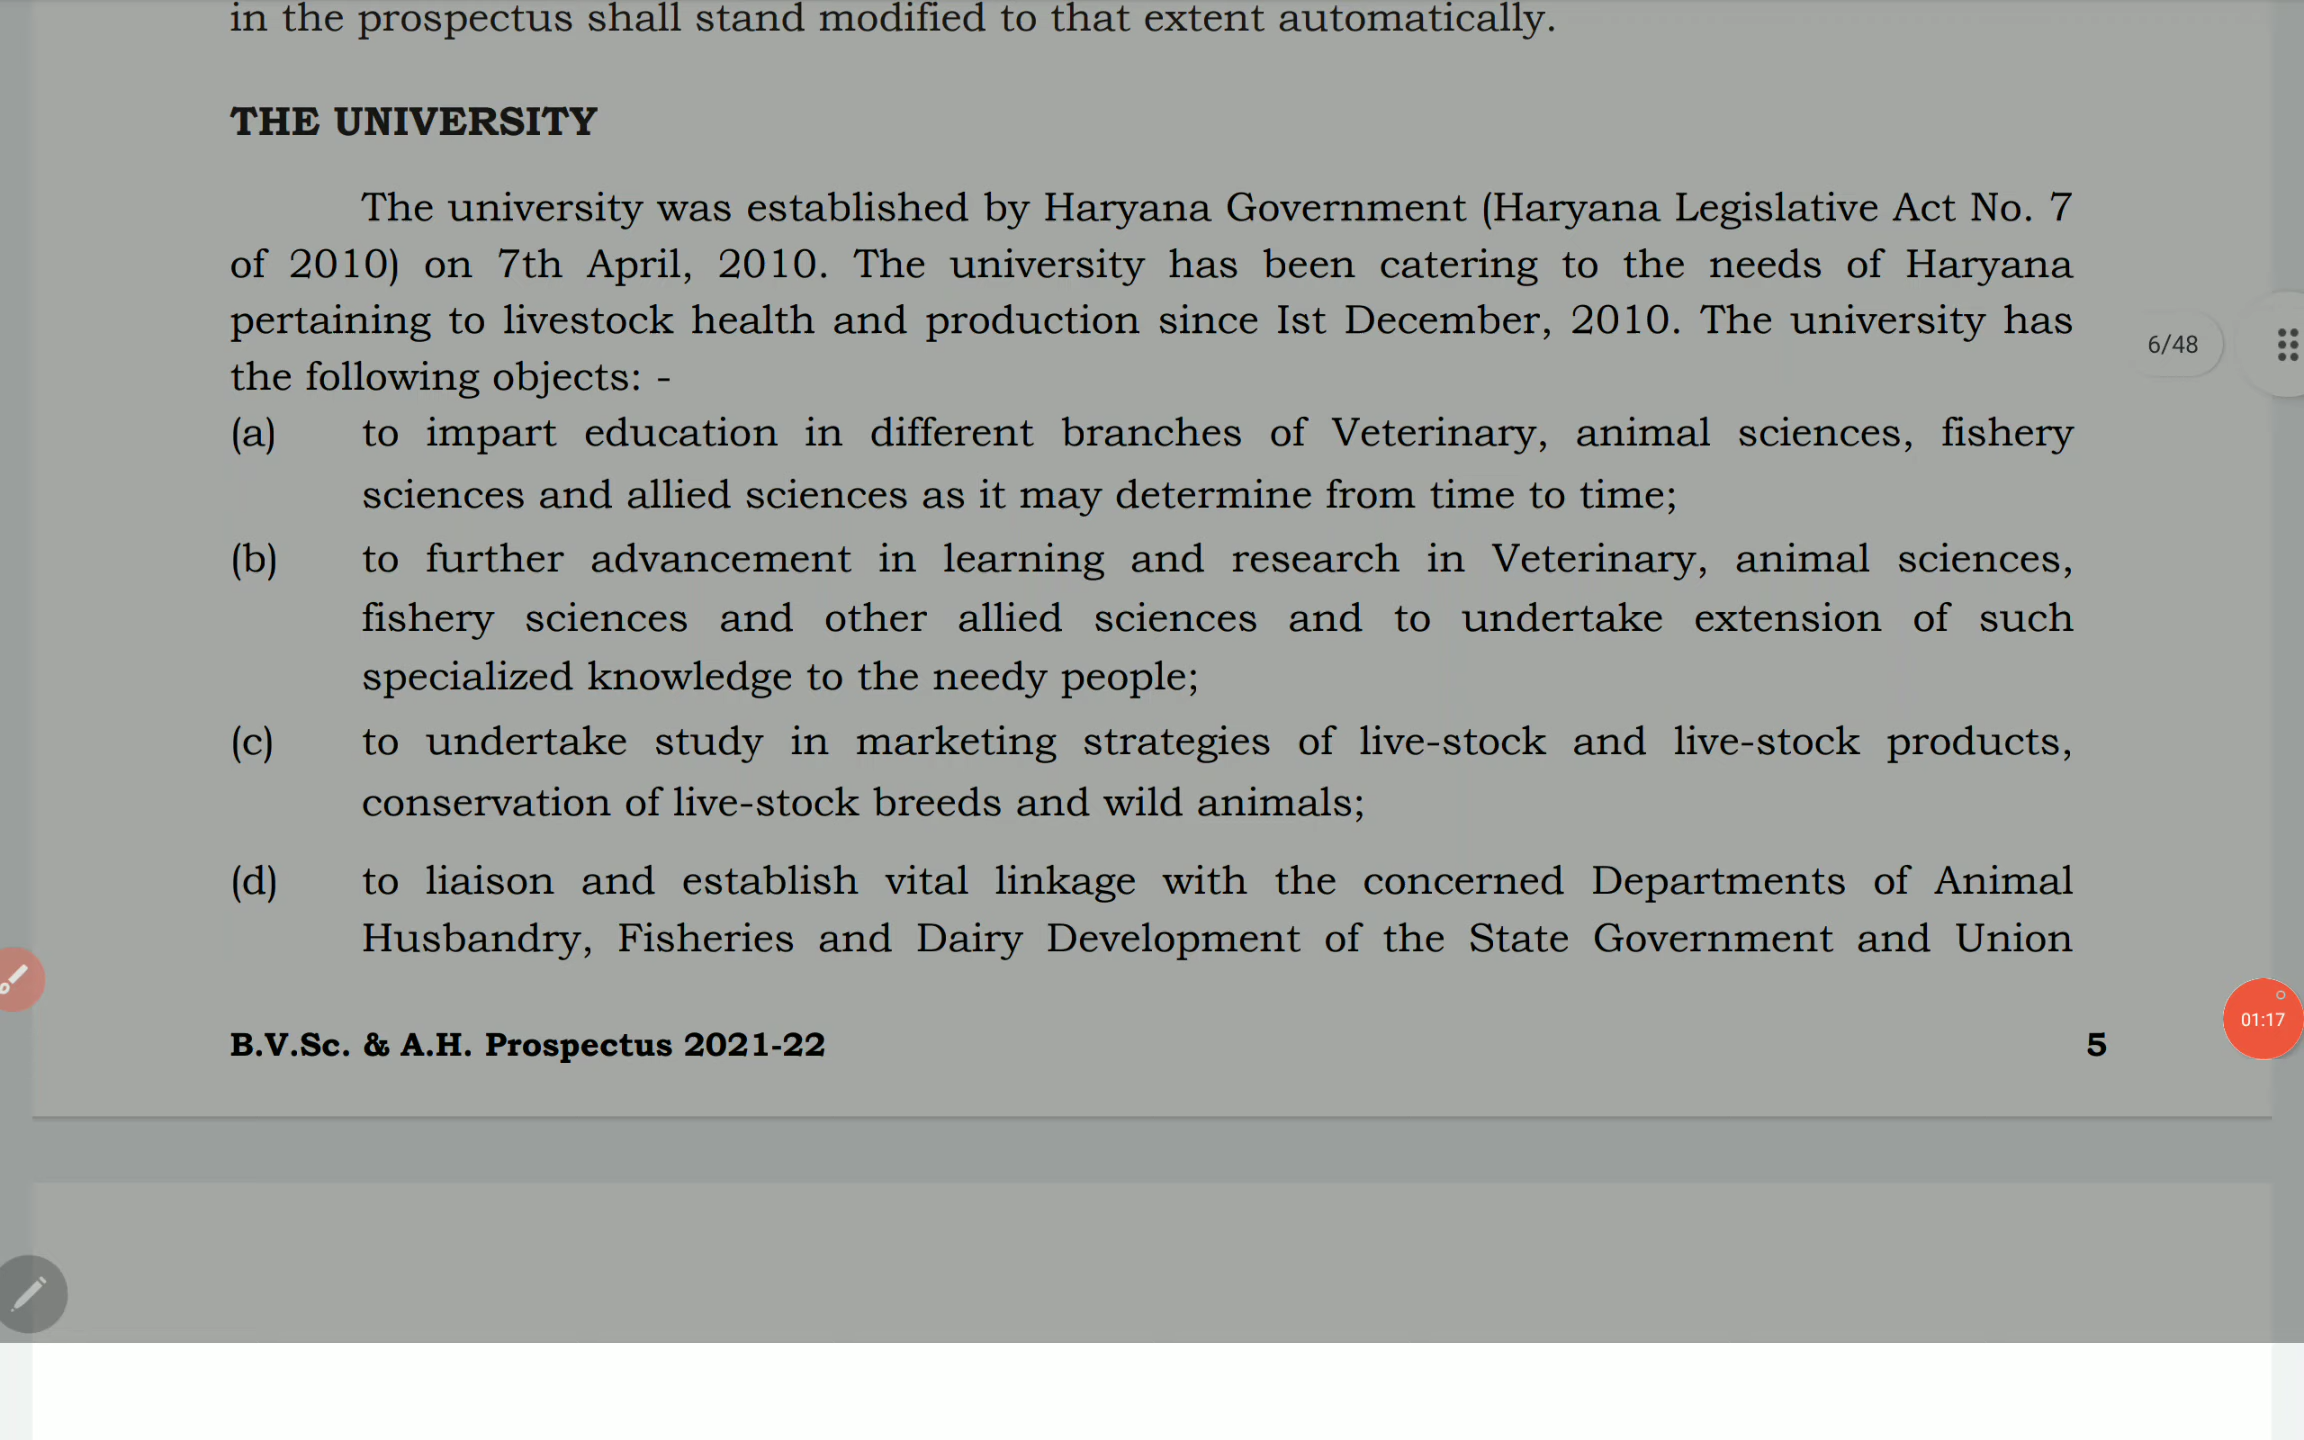 in the prospectus shall stand modified to that extent automatically.
THE UNIVERSITY
The university was established by Haryana Government (Haryana Legislative Act No. 7
of 2010) on 7th April, 2010. The university has been catering to the needs of Haryana
pertaining to livestock health and production since Ist December, 2010. The university has
the following objects: -
6/48
(a) to impart education in different branches of Veterinary, animal sciences, fishery
sciences and allied sciences as it may determine from time to time;
(b) to further advancement in learning and research in Veterinary, animal sciences,
fishery sciences and other allied sciences and to undertake extension of such
specialized knowledge to the needy people;
(c) to undertake study in marketing strategies of live-stock and live-stock products,
conservation of live-stock breeds and wild animals;
(d) to liaison and establish vital linkage with the concerned Departments of Animal
Husbandry, Fisheries and Dairy Development of the State Government and Union
01:17
B.V.Sc. & A.H. Prospectus 2021-22 5